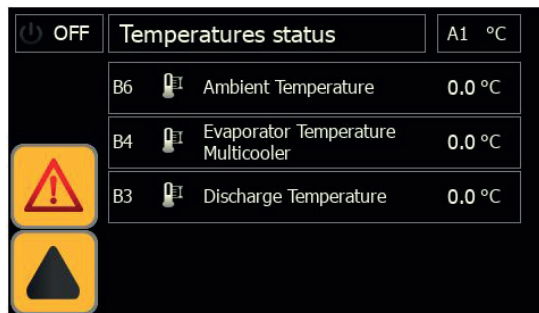 OFF
Temperatures status
A1 °C
B6 Ambient Temperature 0.0 °C
B4 Evaporator Temperature
Multicooler 0.0 °C
B3 Discharge Temperature 0.0 °C